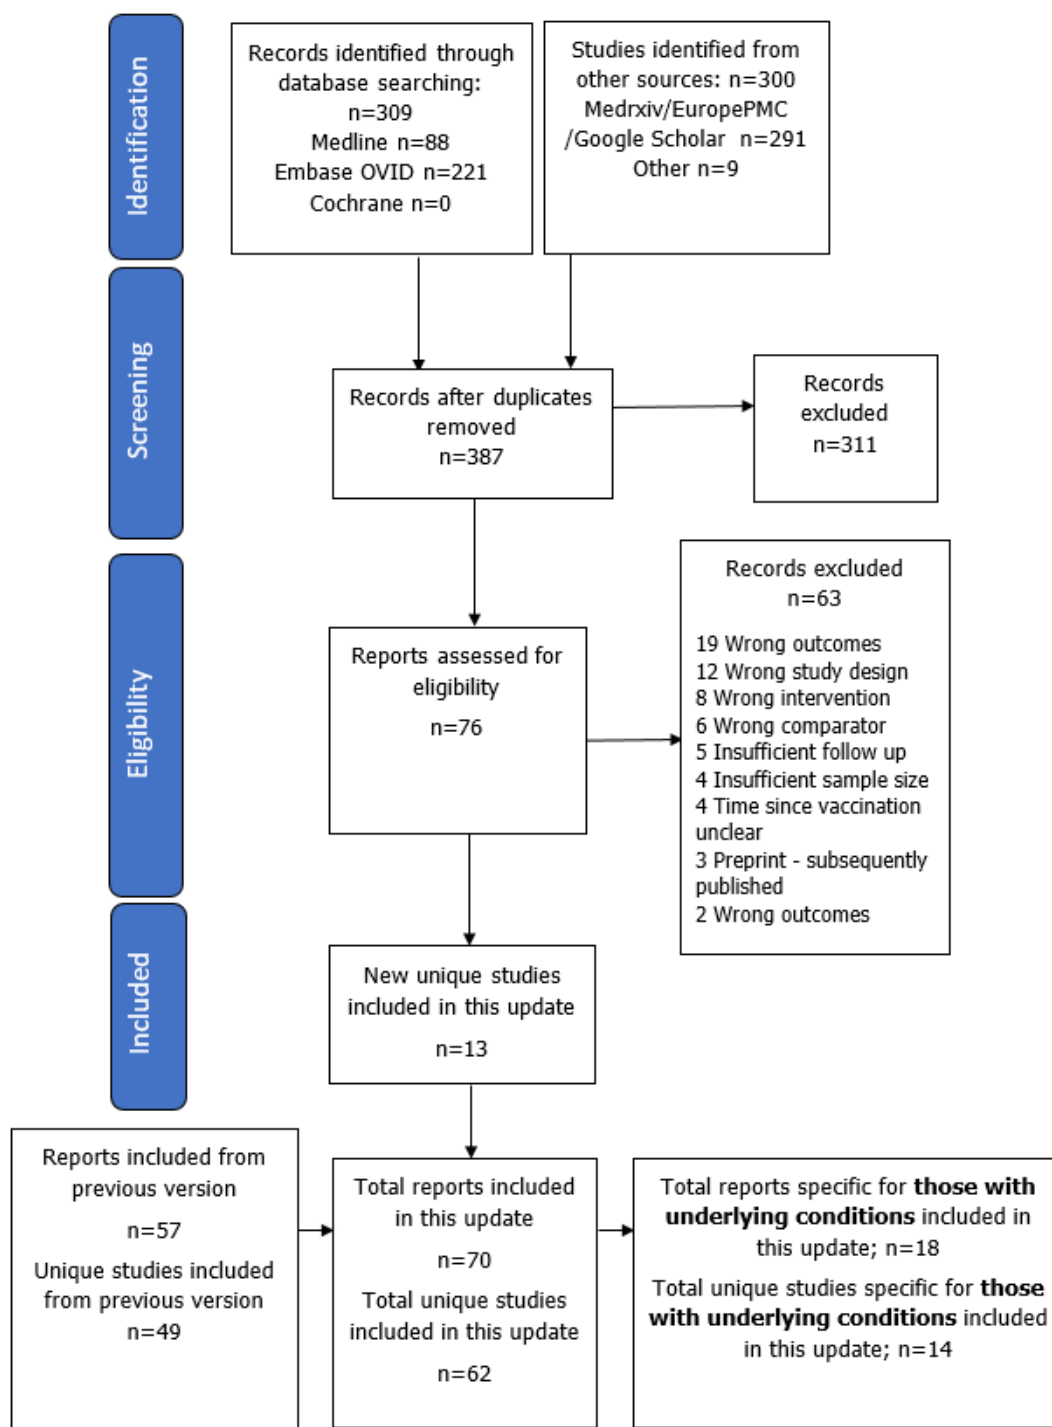 Identification
Records identified through
database searching:
n=309
Medline n=88
Embase OVID n=221
Cochrane n=0
Studies identified from
other sources: n=300
Medrxiv/EuropePMC
/Google Scholar n=291
Other n=9
Screening
Records after duplicates
removed
n=387
Records
excluded
n=311
Eligibility
Reports assessed for
eligibility
n=76
Records excluded
n=63
19 Wrong outcomes
12 Wrong study design
8 Wrong intervention
6 Wrong comparator
5 Insufficient follow up
4 Insufficient sample size
4 Time since vaccination
unclear
3 Preprint - subsequently
published
2 Wrong outcomes
Included
New unique studies
included in this update
n=13
Reports included from
previous version
n=57
Unique studies included
from previous version
n=49
Total reports included
in this update
n=70
Total unique studies
included in this update
n=62
Total reports specific for those with
underlying conditions included in
this update; n=18
Total unique studies specific for those
with underlying conditions included
in this update; n=14